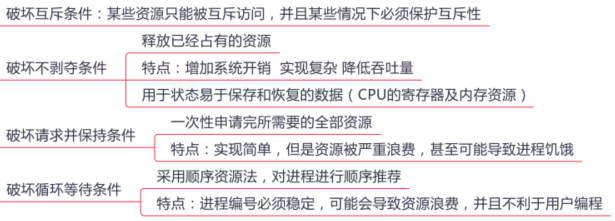 破坏互斥条件：某些资源只能被互斥访问，并且某些情况下必须保护互斥性
释放已经占有的资源
破坏不剥夺条件
特点：增加系统开销 实现复杂 降低吞吐量
用于状态易于保存和恢复的数据（CPU的寄存器及内存资源）
一次性申请完所需要的全部资源
破坏请求并保持条件
特点：实现简单，但是资源被严重浪费，甚至可能导致进程饥饿
采用顺序资源法，对进程进行顺序推荐
破坏循环等待条件
特点：进程编号必须稳定，可能会导致资源浪费，并且不利于用户编程